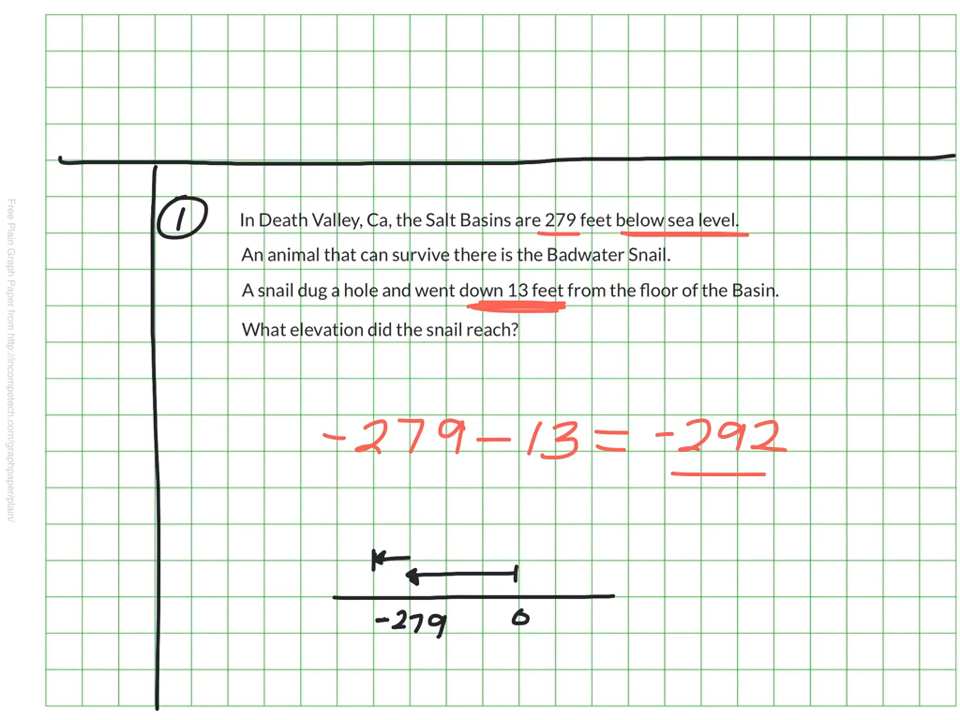 1
In Death Valley, Ca, the Salt Basins are 279 feet below sea level.
An animal that can survive there is the Badwater Snail.
A snail dug a hole and went down 13 feet from the floor of the Basin.
What elevation did the snail reach?
-279-13=-292
-279 0
Free Plain Graph Paper from http://incompetech.com/graphpaper/plain/